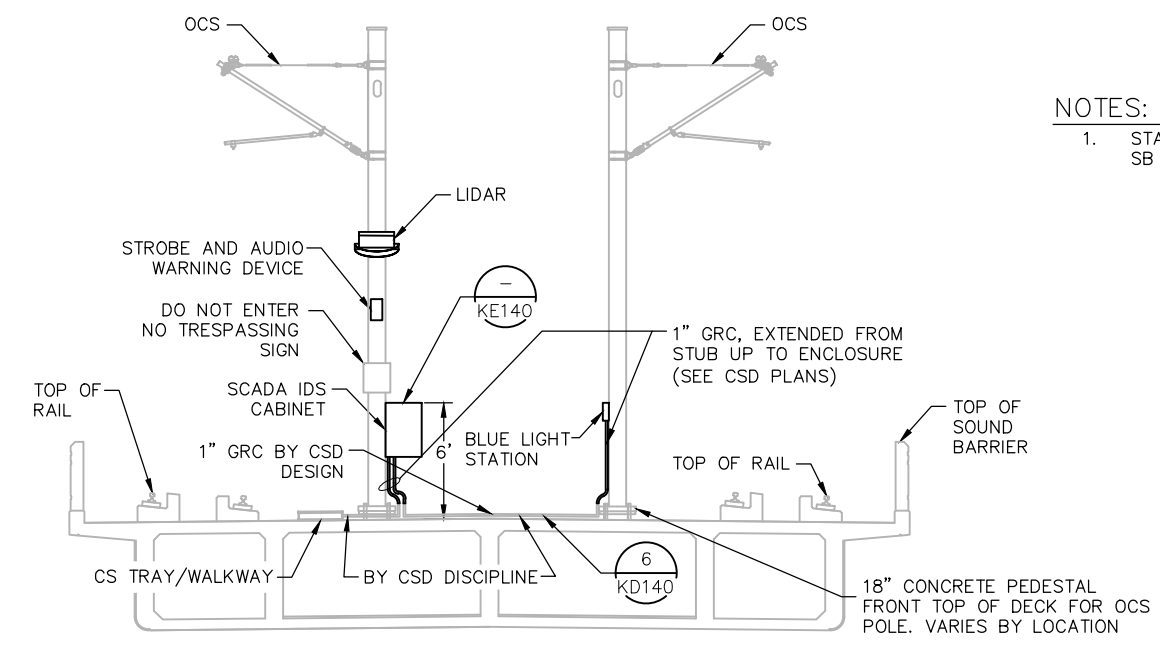 OCS
OCS
NOTES:
1. STA
SB
LIDAR
STROBE AND AUDIO
WARNING DEVICE
–
KE140
DO NOT ENTER
NO TRESPASSING
SIGN
1" GRC, EXTENDED FROM
STUB UP TO ENCLOSURE
(SEE CSD PLANS)
TOP OF
RAIL
SCADA IDS
CABINET
6'
BLUE LIGHT
STATION
TOP OF
SOUND
BARRIER
1" GRC BY CSD
DESIGN
TOP OF RAIL
CS TRAY/WALKWAY
BY CSD DISCIPLINE
6
KD140
18" CONCRETE PEDESTAL
FRONT TOP OF DECK FOR OCS
POLE. VARIES BY LOCATION